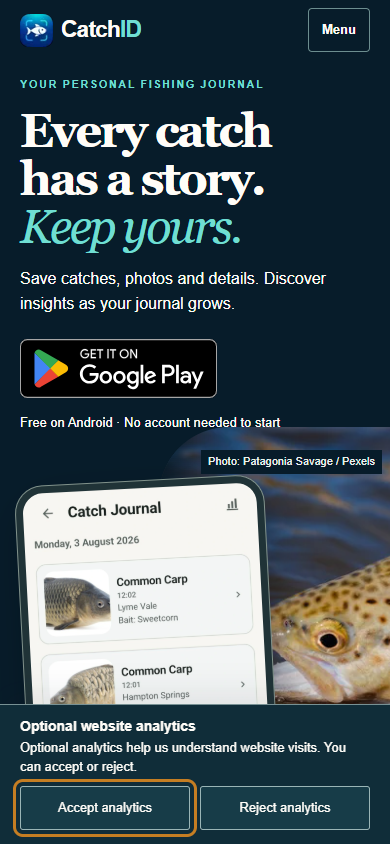 CatchID
Menu
YOUR PERSONAL FISHING JOURNAL
Every catch
has a story.
Keep yours.
Save catches, photos and details. Discover
insights as your journal grows.
GET IT ON
Google Play
Free on Android · No account needed to start
Photo: Patagonia Savage / Pexels
Catch Journal
Monday, 3 August 2026
Common Carp
12:02
Lyme Vale
Bait: Sweetcorn
Common Carp
12:01
Hampton Springs
Optional website analytics
Optional analytics help us understand website visits. You
can accept or reject.
Accept analytics
Reject analytics